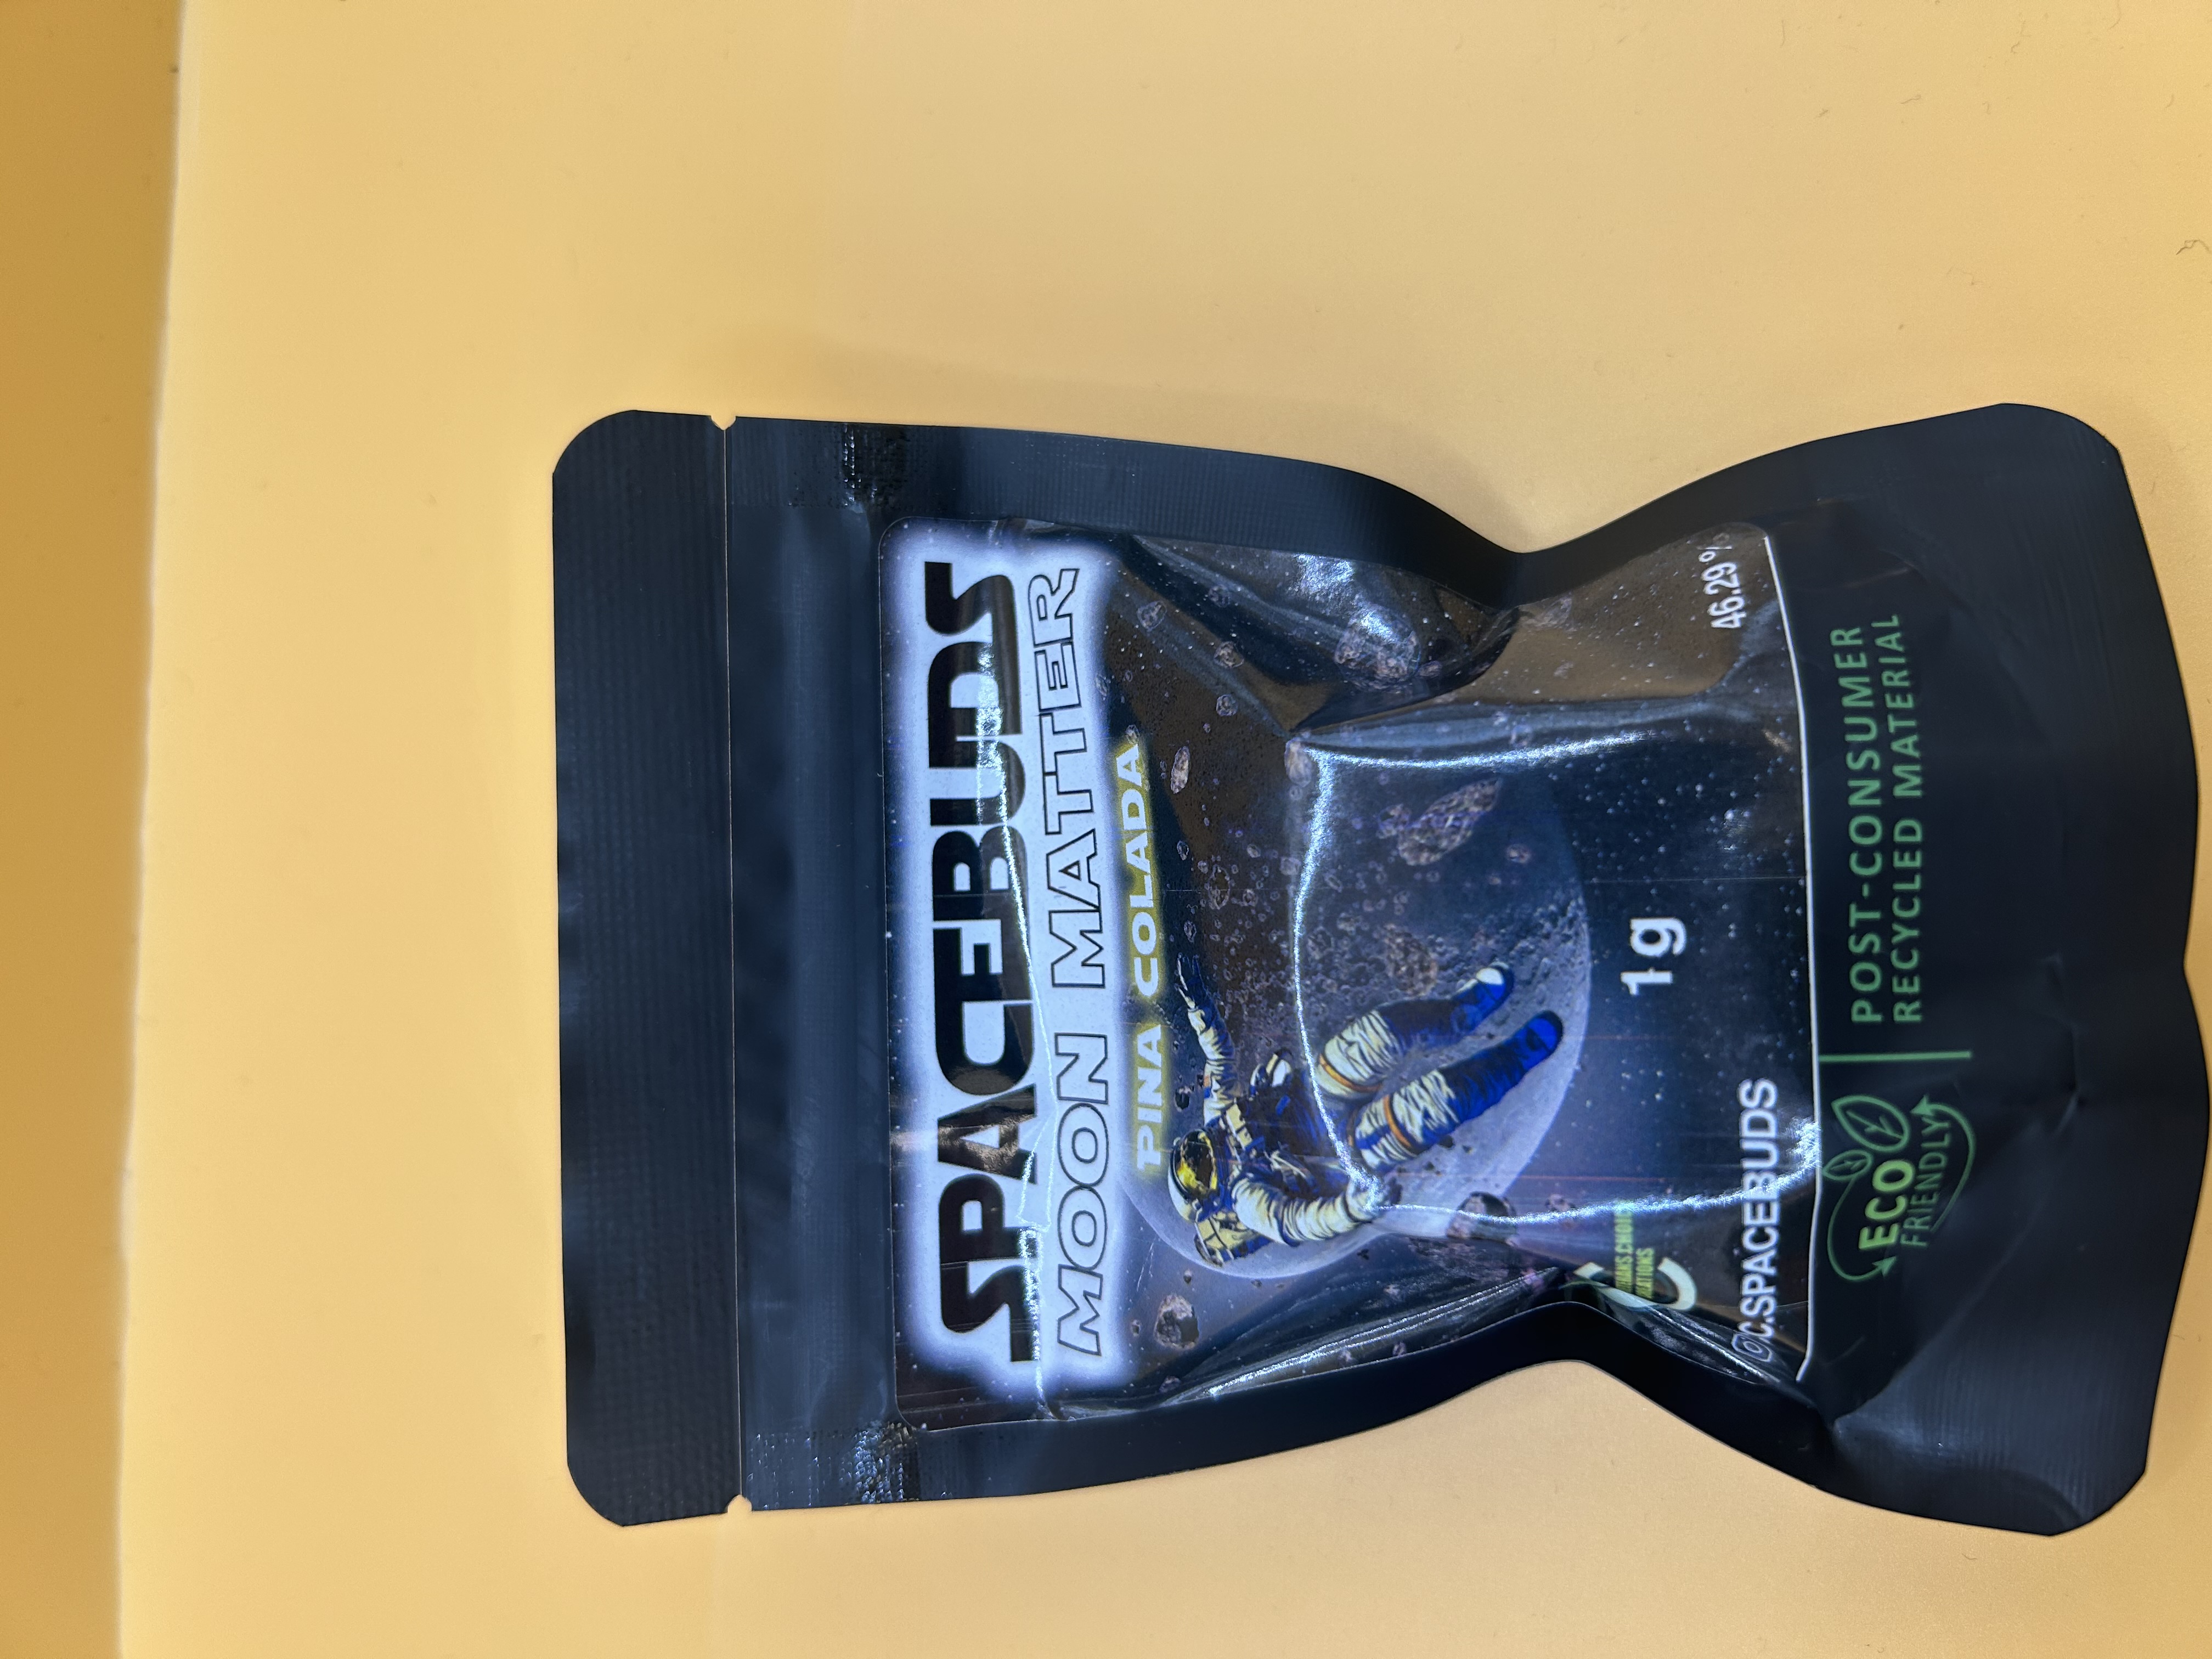 SPACEBUDS
MOON MATTER
PINA COLADA
1g
46.29%
@C.SPACEBUDS
ECO
FRIENDLY
POST-CONSUMER
RECYCLED MATERIAL